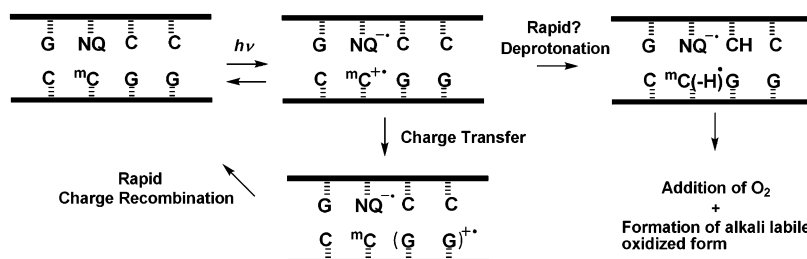 G NQ C C
C ᵐC G G
hν
G NQ⁻• C C
C ᵐC⁺• G G
Rapid?
Deprotonation
G NQ⁻• CH C
C ᵐC(-H)• G G
Charge Transfer
Rapid
Charge Recombination
G NQ⁻• C C
C ᵐC (G G)⁺•
Addition of O₂
+
Formation of alkali labile
oxidized form